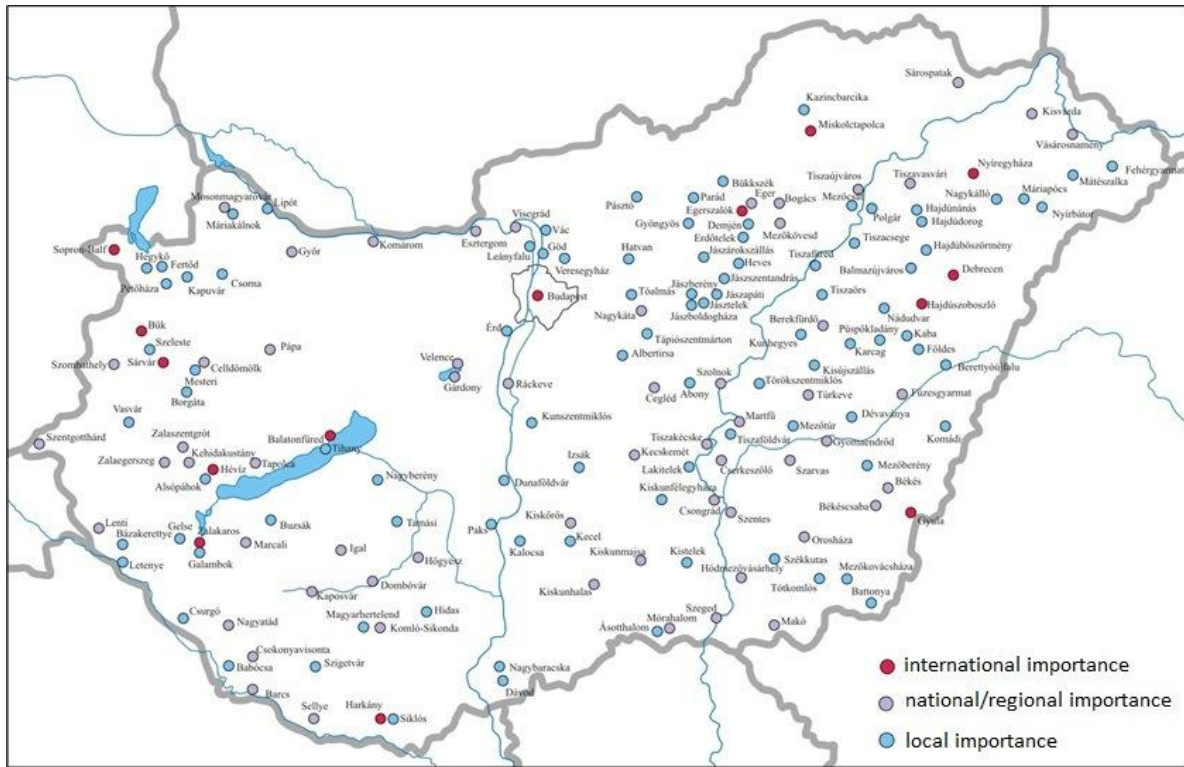 Sárospatak
Kazincbarcika
Kisvárda
Miskolctapolca
Vásárosnamény
Nyíregyháza
Fehérgyarmat
Tiszavasvári
Mátészalka
Bükkszék
Tiszaújváros
Eger
Mezőcsát
Nagykálló
Máriapócs
Pásztó
Parád
Bogács
Egerszalók
Polgár
Hajdúnánás
Nyírbátor
Mosonmagyaróvár
Lipót
Máriakálnok
Visegrád
Gyöngyös
Demjén
Mezőkövesd
Hajdúdorog
Esztergom
Vác
Erdőtelek
Tiszacsege
Komárom
Göd
Hatvan
Jászárokszállás
Hajdúböszörmény
Sopron-Balf
Győr
Leányfalu
Heves
Tiszafüred
Hegykő
Fertőd
Veresegyház
Balmazújváros
Debrecen
Petőháza
Kapuvár
Csorna
Jászszentandrás
Tóalmás
Jászberény
Jászapáti
Tiszaörs
Budapest
Jásztelek
Hajdúszoboszló
Nagykáta
Jászboldogháza
Nádudvar
Bük
Érd
Berekfürdő
Püspökladány
Kaba
Szeleste
Tápiószentmárton
Kunhegyes
Karcag
Földes
Pápa
Albertirsa
Szombathely
Sárvár
Celldömölk
Velence
Kisújszállás
Berettyóújfalu
Mesteri
Gárdony
Ráckeve
Szolnok
Törökszentmiklós
Borgáta
Cegléd
Abony
Túrkeve
Füzesgyarmat
Vasvár
Kunszentmiklós
Martfű
Dévaványa
Mezőtúr
Komádi
Szentgotthárd
Zalaszentgrót
Balatonfüred
Tiszakécske
Tiszaföldvár
Gyomaendrőd
Kehidakustány
Tihany
Zalaegerszeg
Tapolca
Izsák
Kecskemét
Hévíz
Lakitelek
Cserkeszőlő
Szarvas
Mezőberény
Alsópáhok
Nagyberény
Dunaföldvár
Kiskunfélegyháza
Békés
Csongrád
Békéscsaba
Lenti
Gelse
Zalakaros
Buzsák
Tamási
Paks
Kiskőrös
Szentes
Gyula
Bázakerettye
Marcali
Kalocsa
Kecel
Orosháza
Letenye
Galambok
Igal
Hőgyész
Kiskunmajsa
Kistelek
Székkutas
Hódmezővásárhely
Mezőkovácsháza
Kaposvár
Dombóvár
Kiskunhalas
Tótkomlós
Battonya
Csurgó
Magyarhertelend
Hidas
Szeged
Nagyatád
Komló-Sikonda
Mórahalom
Ásotthalom
Makó
Csokonyavisonta
Babócsa
Szigetvár
Nagybaracska
Dávod
Barcs
Sellye
Harkány
Siklós
international importance
national/regional importance
local importance